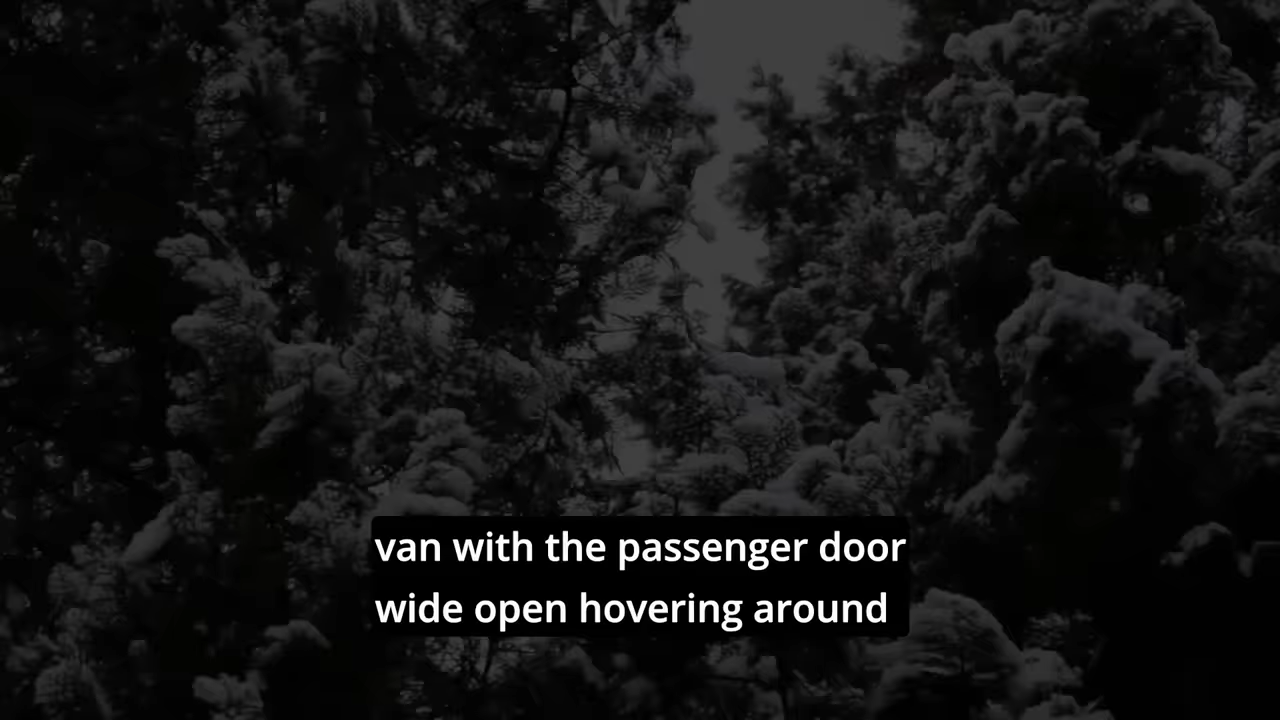 van with the passenger door
wide open hovering around